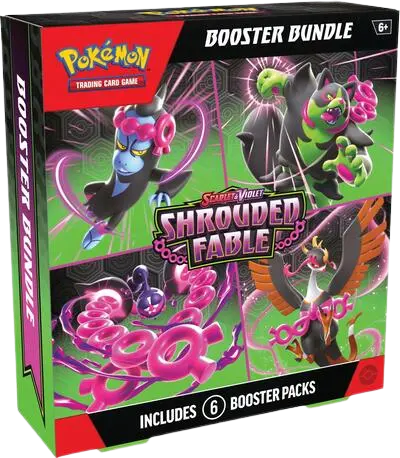 BOOSTER BUNDLE
6+
Pokémon
TRADING CARD GAME
BOOSTER BUNDLE
SCARLET & VIOLET
SHROUDED
FABLE
INCLUDES 6 BOOSTER PACKS